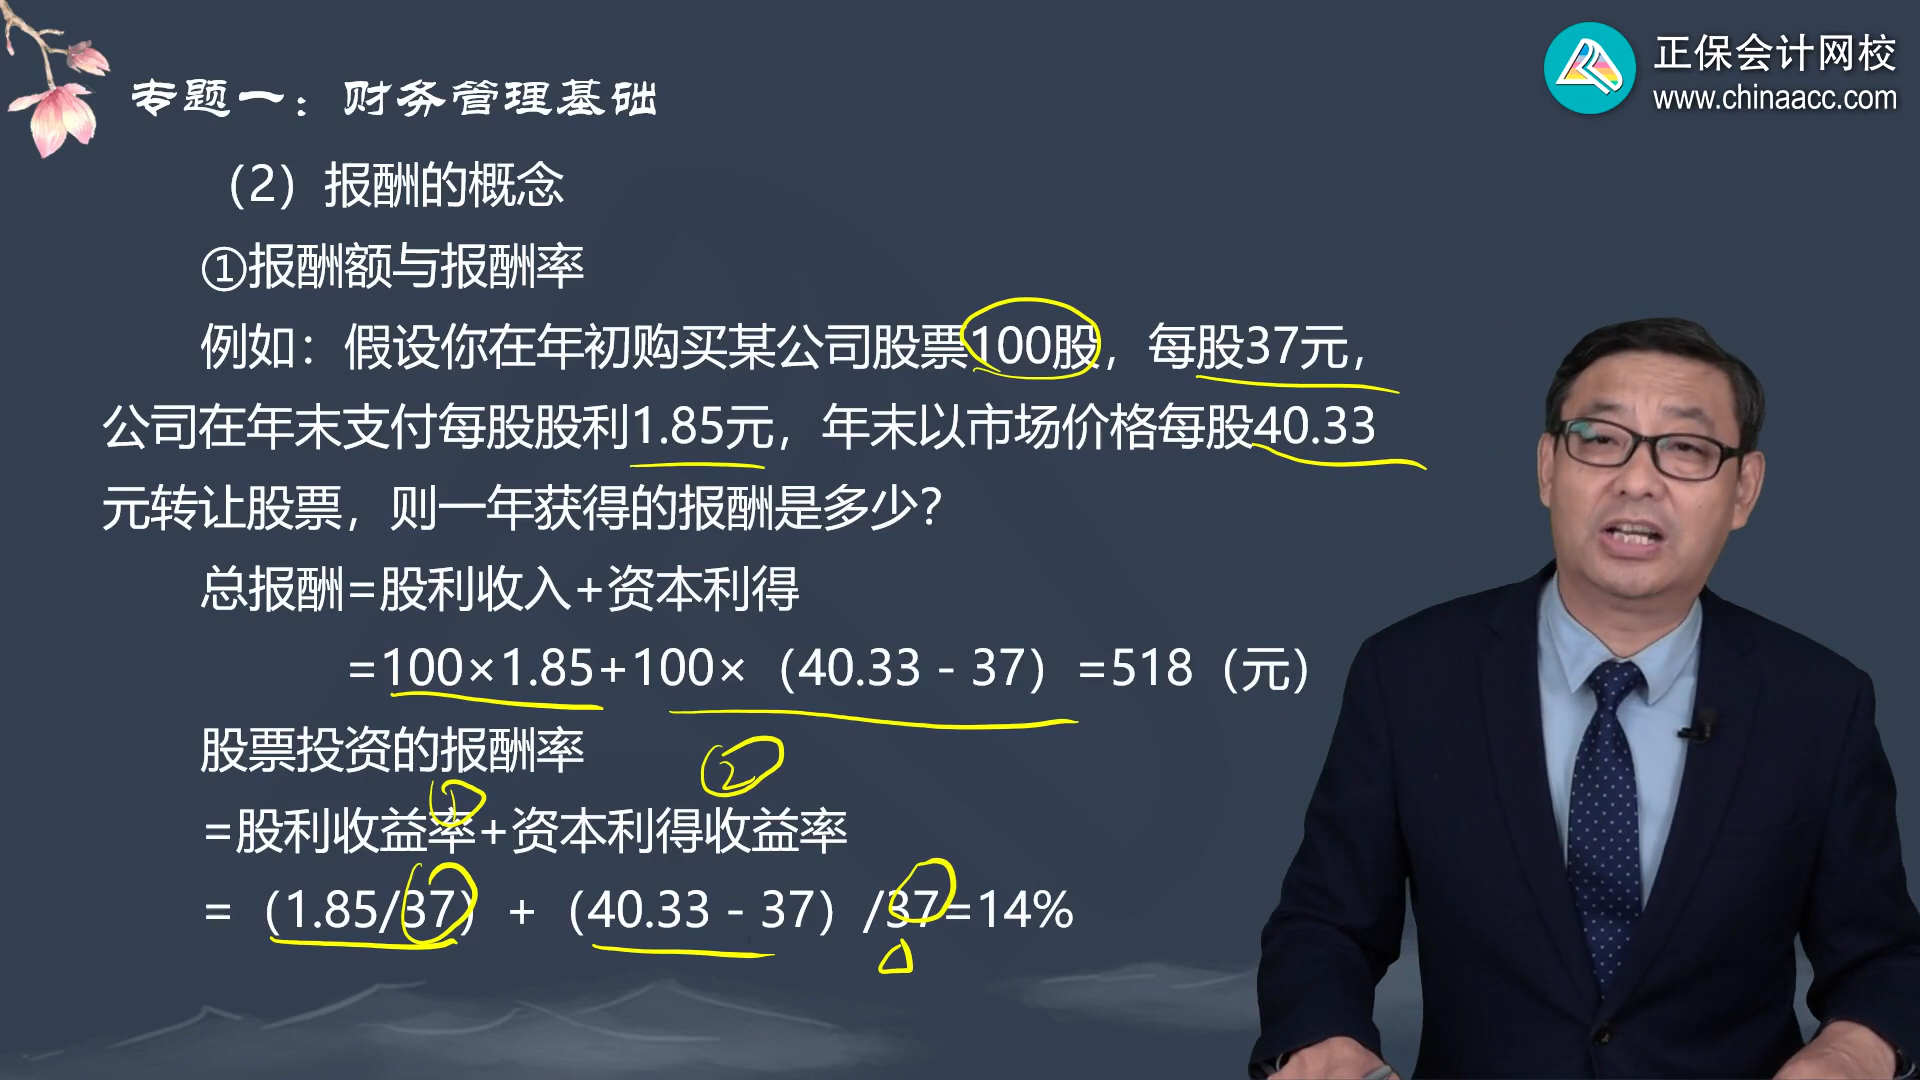 正保会计网校
www.chinaacc.com
专题一：财务管理基础
（2）报酬的概念
①报酬额与报酬率
例如：假设你在年初购买某公司股票100股，每股37元，
公司在年末支付每股股利1.85元，年末以市场价格每股40.33
元转让股票，则一年获得的报酬是多少？
总报酬=股利收入+资本利得
=100×1.85+100×（40.33－37）=518（元）
股票投资的报酬率
②
①
=股利收益率+资本利得收益率
=（1.85/37）+（40.33－37）/37=14%